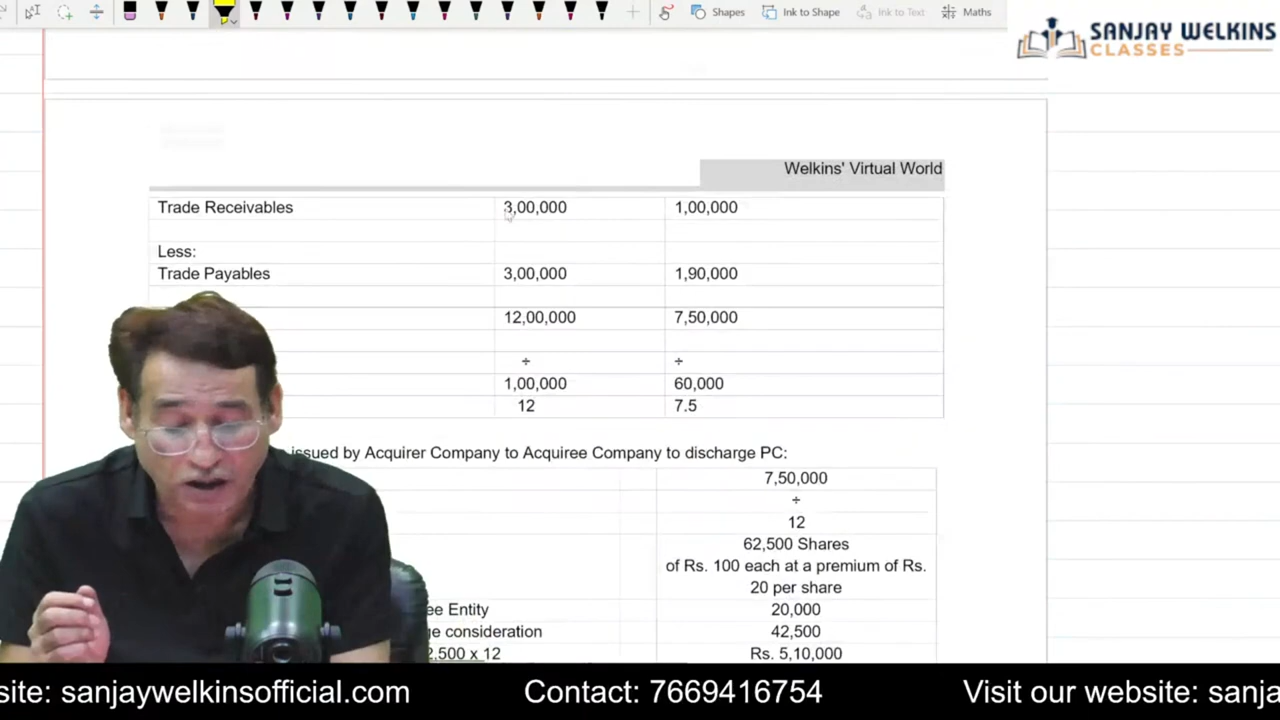 Shapes Ink to Shape Ink to Text Maths
SANJAY WELKINS
CLASSES
Welkins' Virtual World
Trade Receivables 3,00,000 1,00,000
Less:
Trade Payables 3,00,000 1,90,000
12,00,000 7,50,000
÷ ÷
1,00,000 60,000
12 7.5
issued by Acquirer Company to Acquiree Company to discharge PC:
7,50,000
÷
12
62,500 Shares
of Rs. 100 each at a premium of Rs.
20 per share
ee Entity 20,000
ge consideration 42,500
2,500 x 12 Rs. 5,10,000
site: sanjaywelkinsofficial.com Contact: 7669416754 Visit our website: sanja